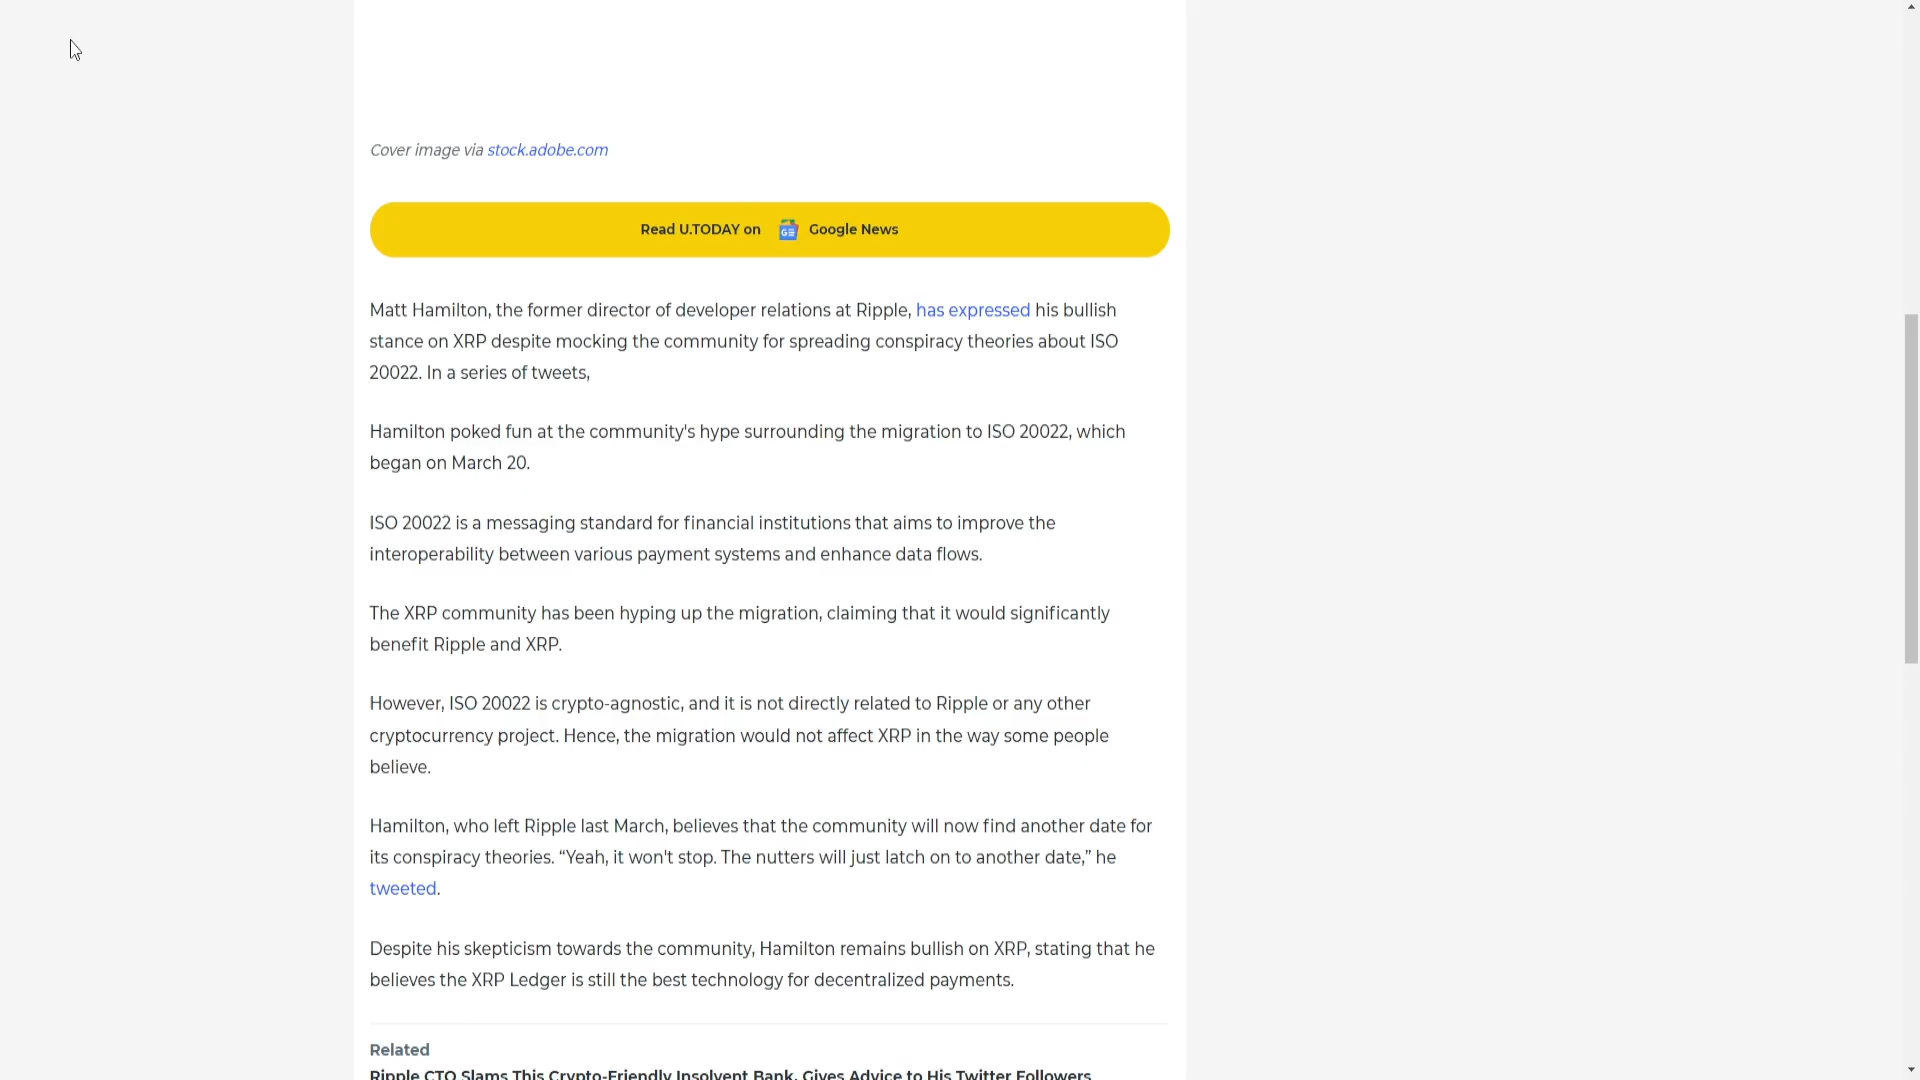 Cover image via stock.adobe.com
Read U.TODAY on Google News
Matt Hamilton, the former director of developer relations at Ripple, has expressed his bullish
stance on XRP despite mocking the community for spreading conspiracy theories about ISO
20022. In a series of tweets,
Hamilton poked fun at the community's hype surrounding the migration to ISO 20022, which
began on March 20.
ISO 20022 is a messaging standard for financial institutions that aims to improve the
interoperability between various payment systems and enhance data flows.
The XRP community has been hyping up the migration, claiming that it would significantly
benefit Ripple and XRP.
However, ISO 20022 is crypto-agnostic, and it is not directly related to Ripple or any other
cryptocurrency project. Hence, the migration would not affect XRP in the way some people
believe.
Hamilton, who left Ripple last March, believes that the community will now find another date for
its conspiracy theories. “Yeah, it won't stop. The nutters will just latch on to another date,” he
tweeted.
Despite his skepticism towards the community, Hamilton remains bullish on XRP, stating that he
believes the XRP Ledger is still the best technology for decentralized payments.
Related
Ripple CTO Slams This Crypto-Friendly Insolvent Bank, Gives Advice to His Twitter Followers